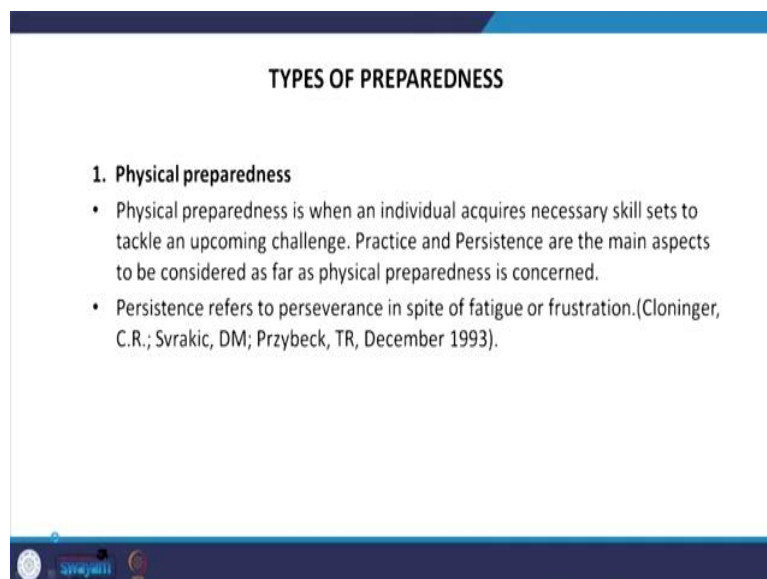 TYPES OF PREPAREDNESS
1. Physical preparedness
• Physical preparedness is when an individual acquires necessary skill sets to
tackle an upcoming challenge. Practice and Persistence are the main aspects
to be considered as far as physical preparedness is concerned.
• Persistence refers to perseverance in spite of fatigue or frustration.(Cloninger,
C.R.; Svrakic, DM; Przybeck, TR, December 1993).
swayam